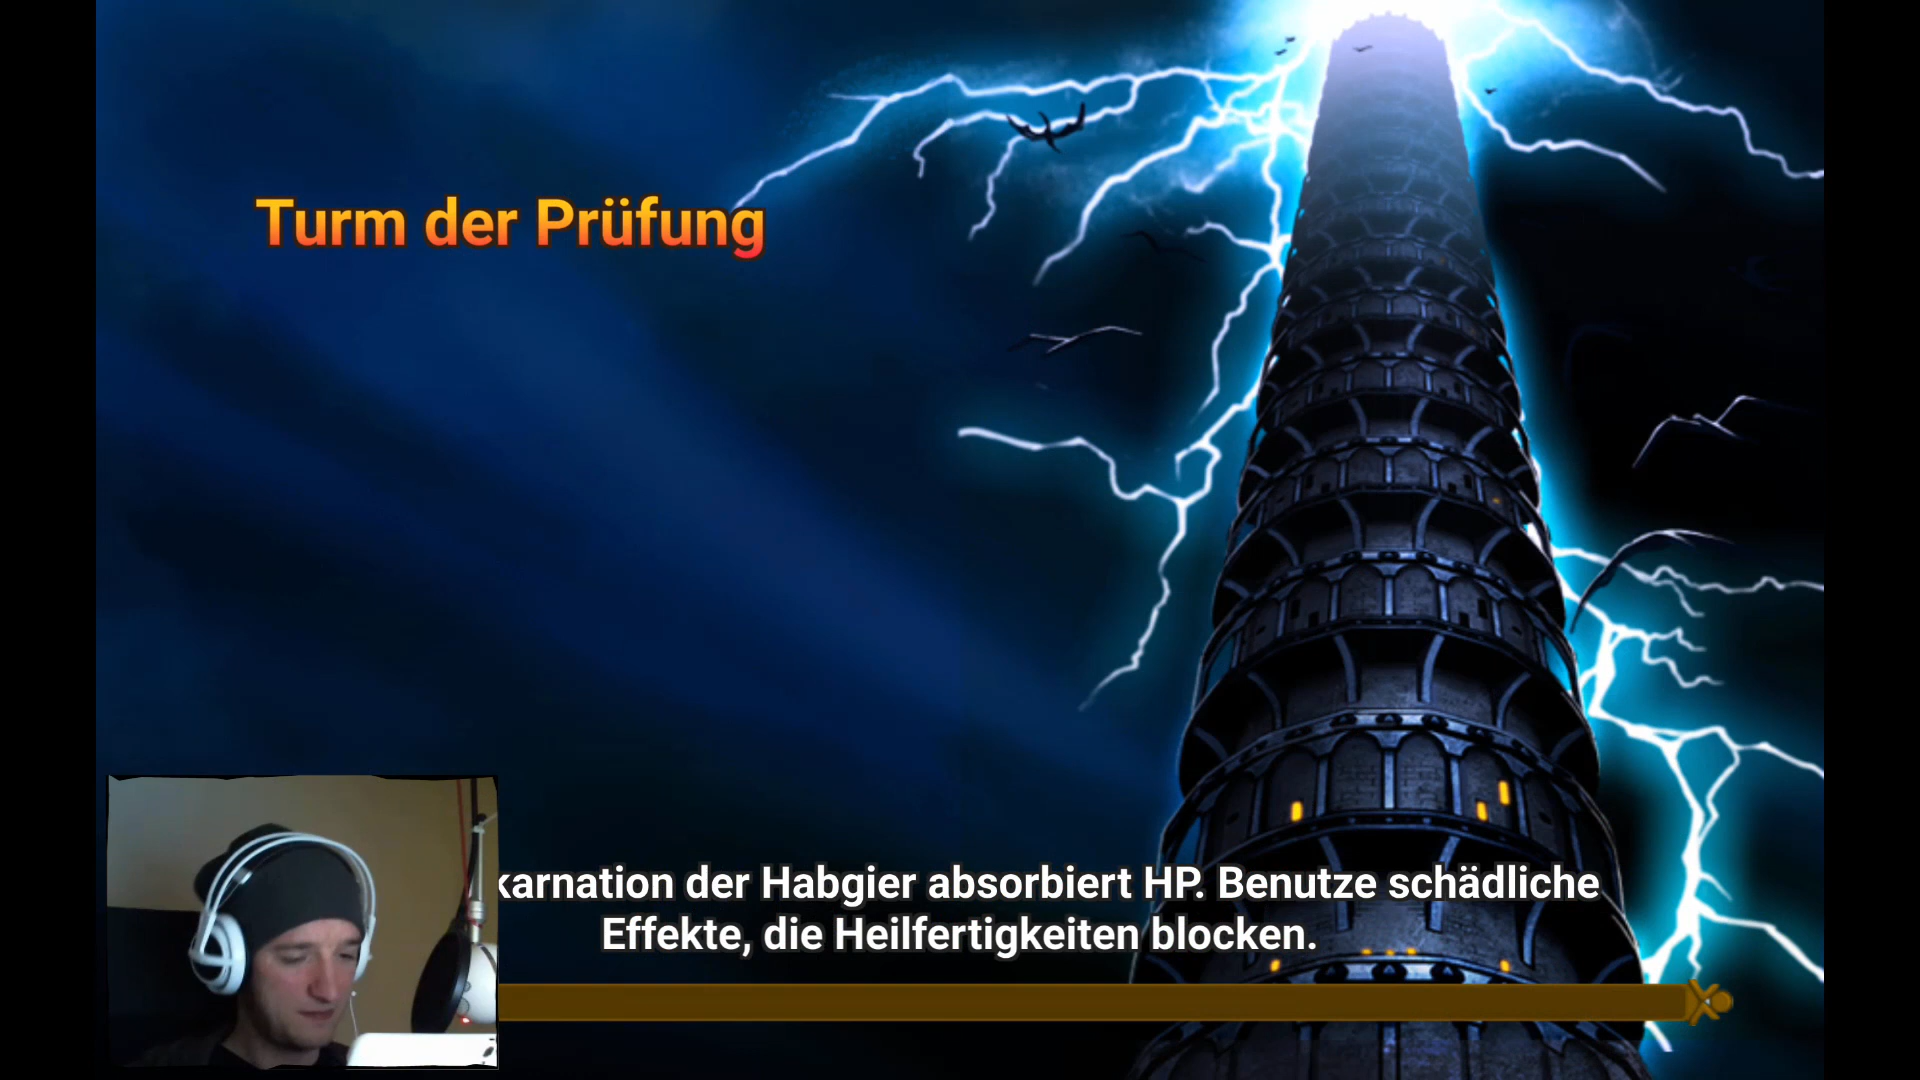 Turm der Prüfung
karnation der Habgier absorbiert HP. Benutze schädliche
Effekte, die Heilfertigkeiten blocken.